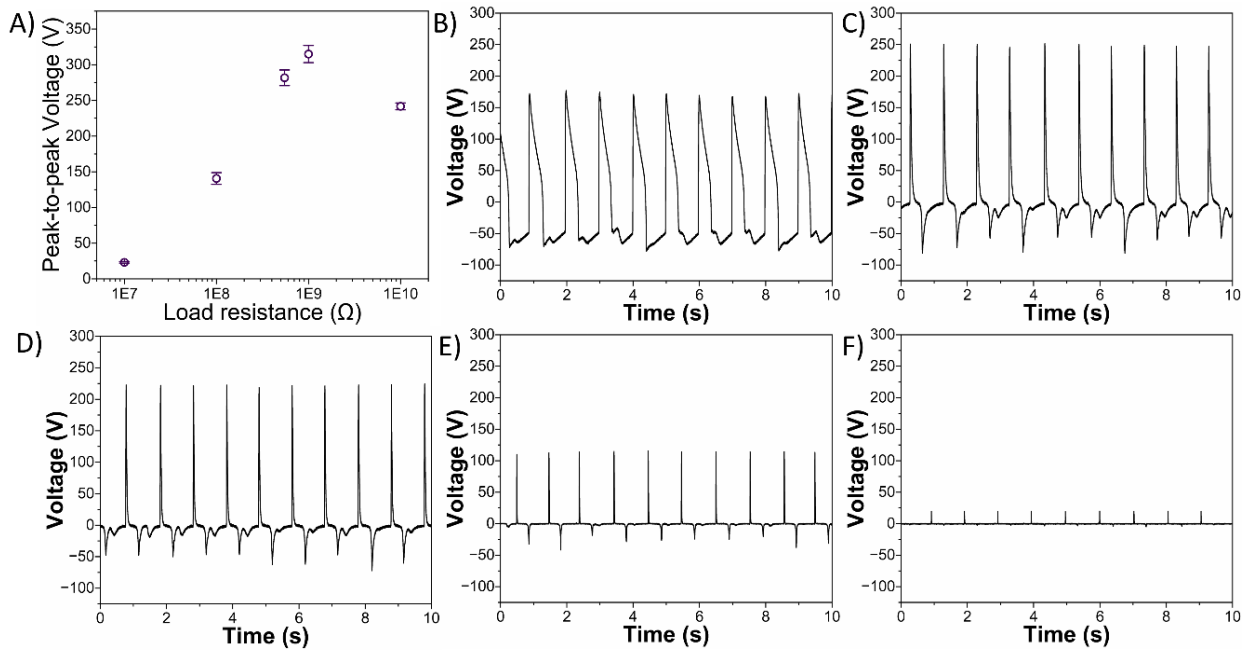 A)
Peak-to-peak Voltage (V)
350
300
250
200
150
100
50
0
1E7 1E8 1E9 1E10
Load resistance (Ω)
B)
Voltage (V)
300
250
200
150
100
50
0
−50
−100
0 2 4 6 8 10
Time (s)
C)
Voltage (V)
300
250
200
150
100
50
0
−50
−100
0 2 4 6 8 10
Time (s)
D)
Voltage (V)
300
250
200
150
100
50
0
−50
−100
0 2 4 6 8 10
Time (s)
E)
Voltage (V)
300
250
200
150
100
50
0
−50
−100
0 2 4 6 8 10
Time (s)
F)
Voltage (V)
300
250
200
150
100
50
0
−50
−100
0 2 4 6 8 10
Time (s)